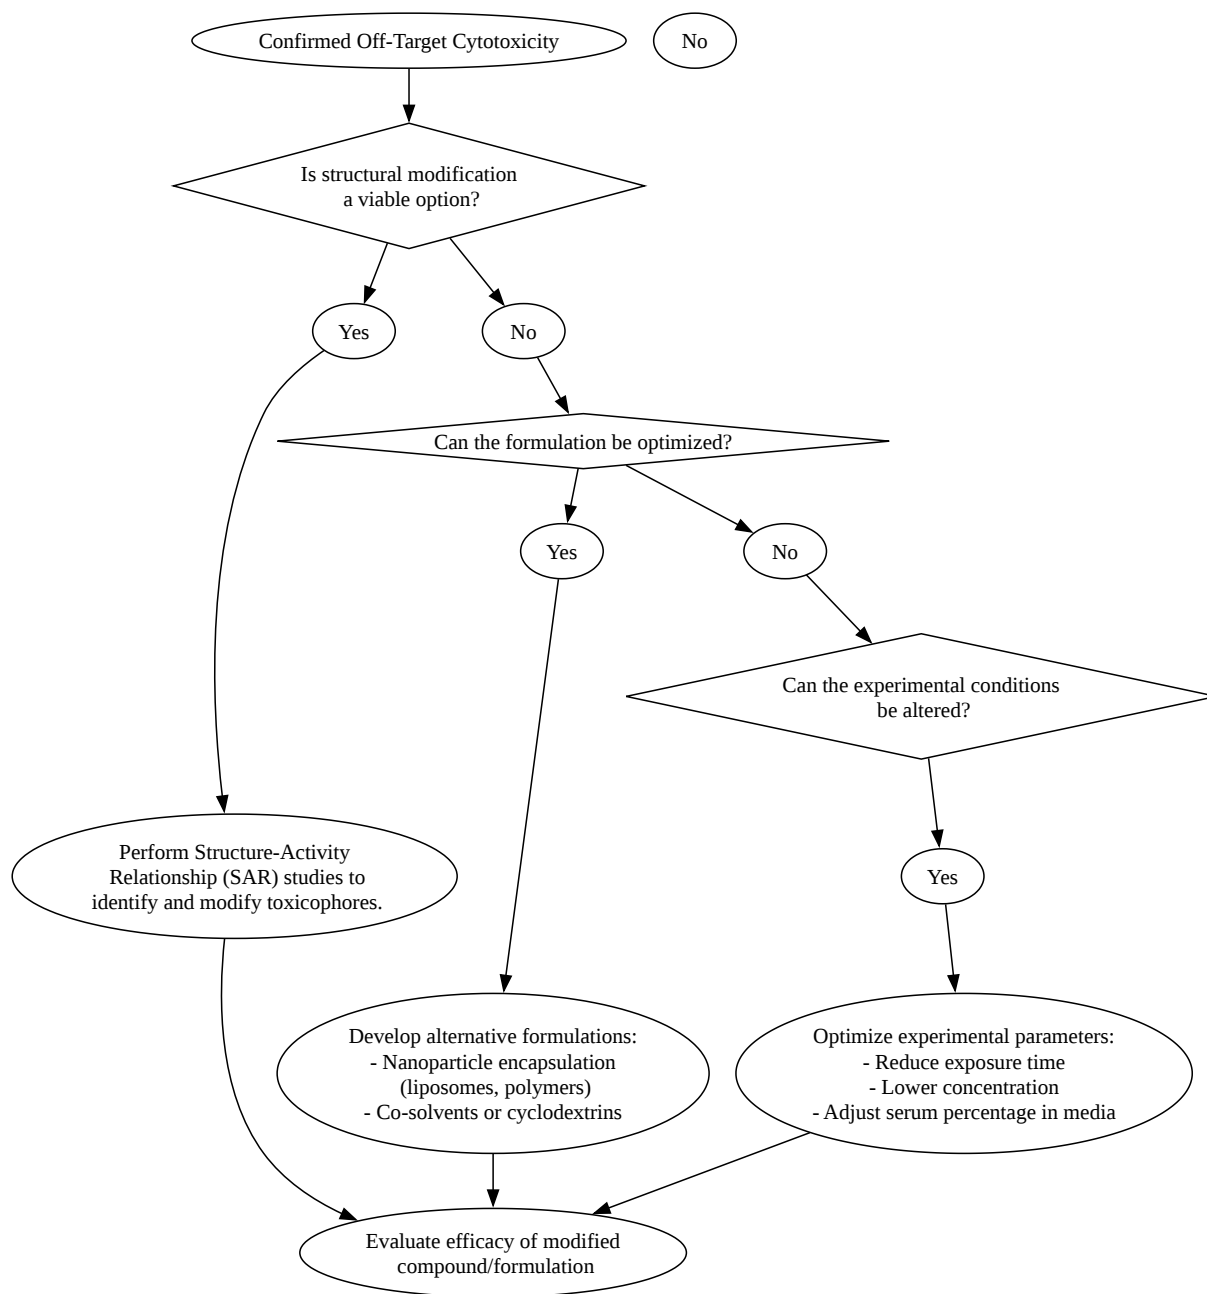 Confirmed Off-Target Cytotoxicity
No
Is structural modification
a viable option?
Yes
No
Can the formulation be optimized?
Yes
No
Can the experimental conditions
be altered?
Perform Structure-Activity
Relationship (SAR) studies to
identify and modify toxicophores.
Yes
Develop alternative formulations:
- Nanoparticle encapsulation
(liposomes, polymers)
- Co-solvents or cyclodextrins
Optimize experimental parameters:
- Reduce exposure time
- Lower concentration
- Adjust serum percentage in media
Evaluate efficacy of modified
compound/formulation